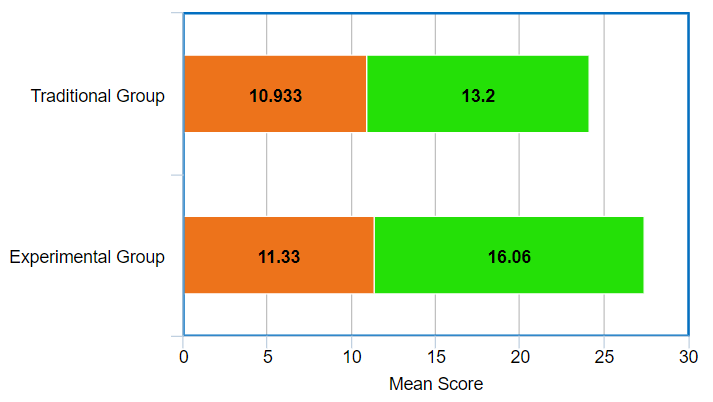 Traditional Group
10.933 13.2
Experimental Group
11.33 16.06
0 5 10 15 20 25 30
Mean Score